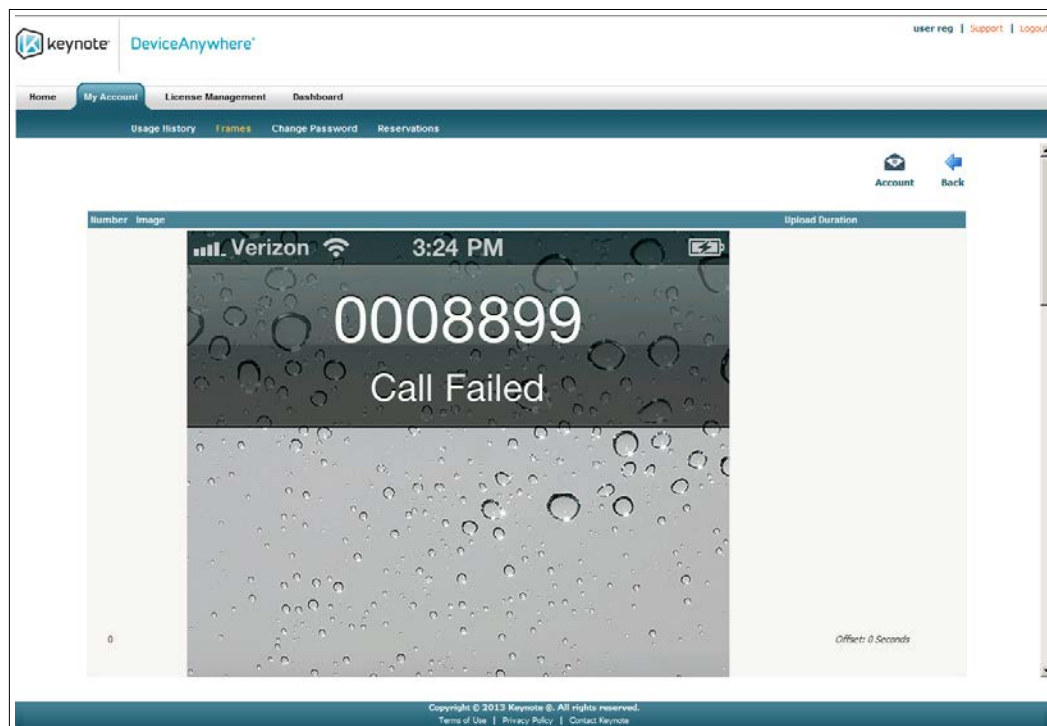 user reg | Support | Logout
keynote DeviceAnywhere
Home My Account License Management Dashboard
Usage History Frames Change Password Reservations
Account Back
Number Image Upload Duration
Verizon 3:24 PM
0008899
Call Failed
0 Offset: 0 Seconds
Copyright © 2013 Keynote ®. All rights reserved.
Terms of Use | Privacy Policy | Contact Keynote